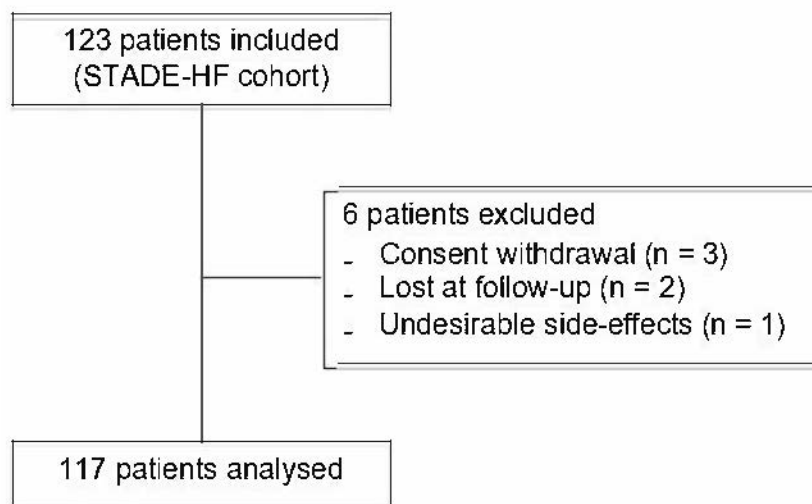 123 patients included
(STADE-HF cohort)
6 patients excluded
- Consent withdrawal (n = 3)
- Lost at follow-up (n = 2)
- Undesirable side-effects (n = 1)
117 patients analysed